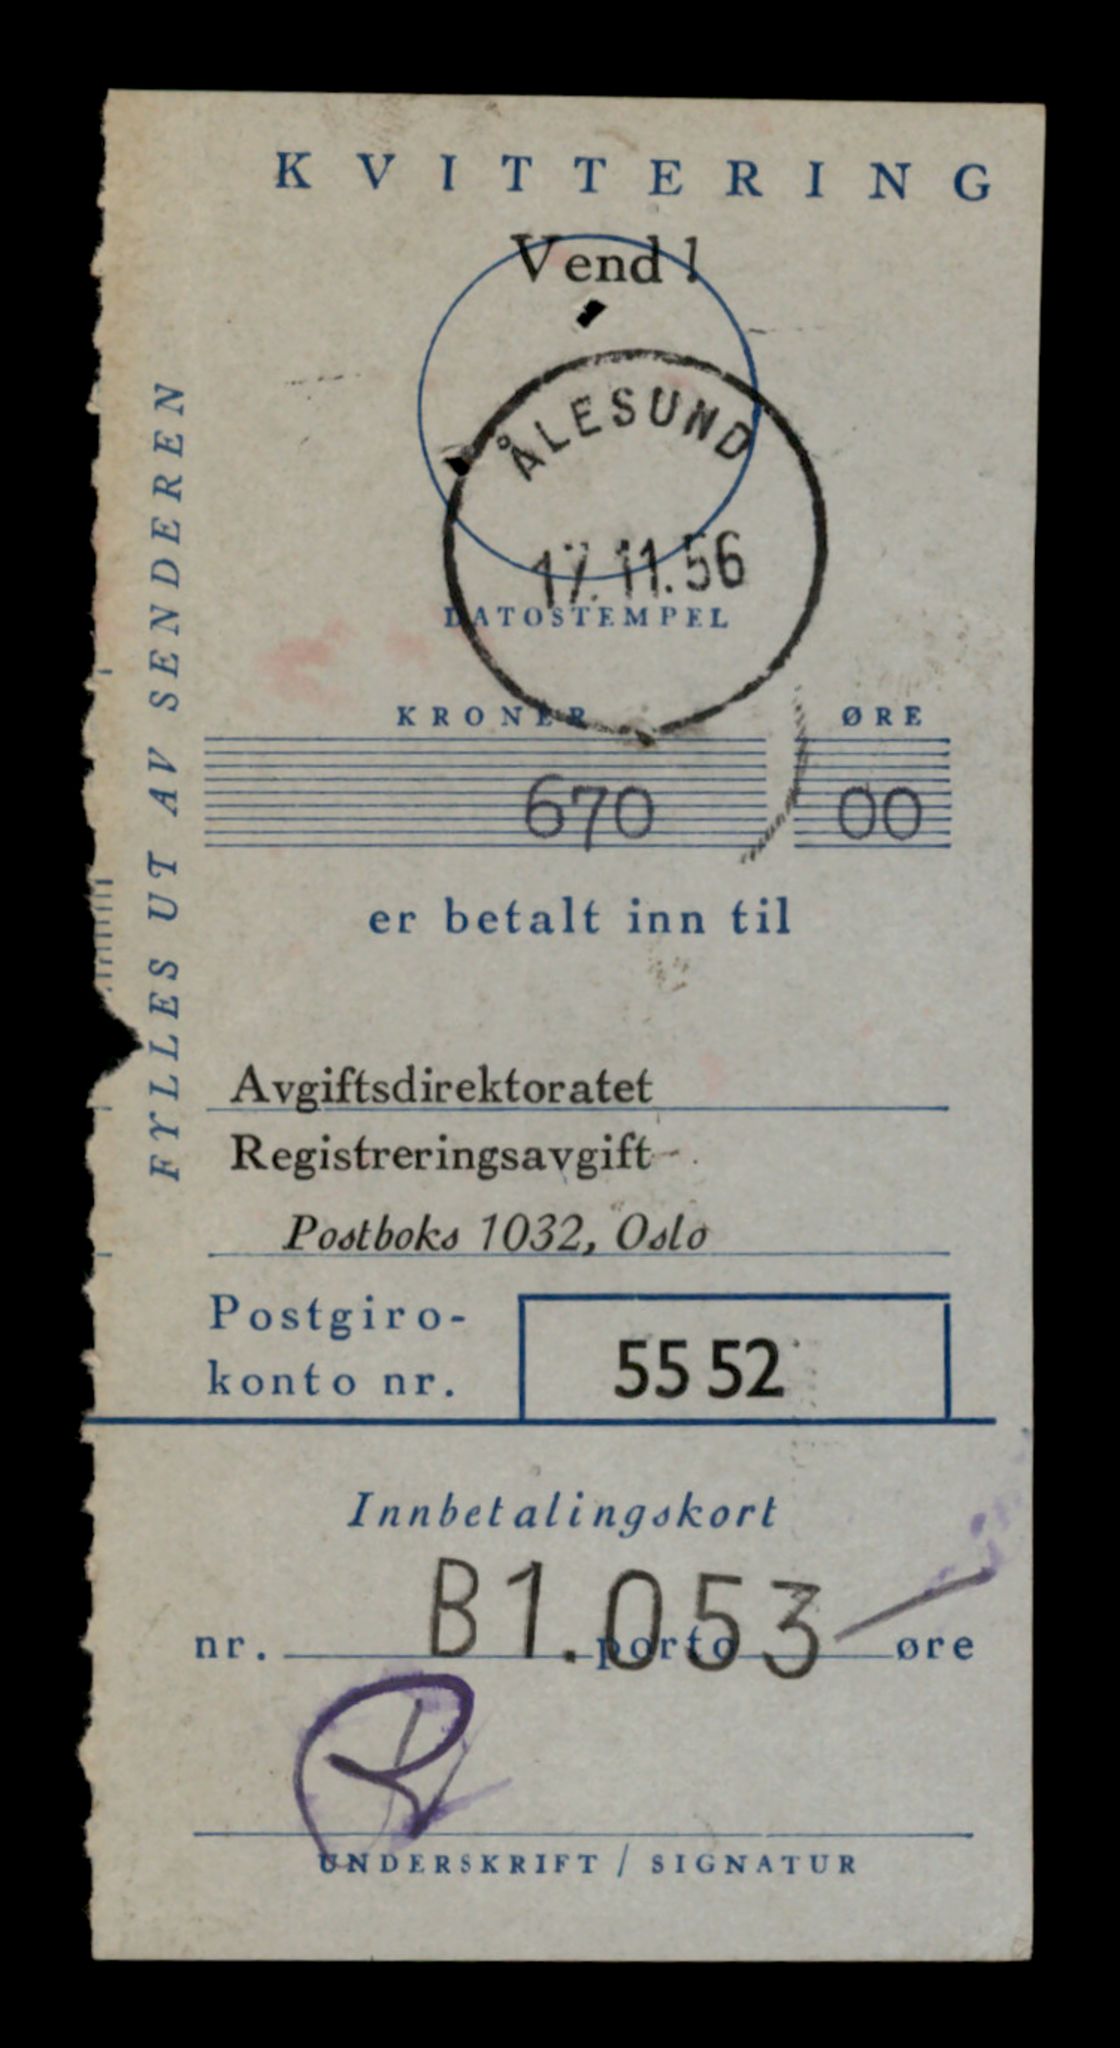 KVITTERING
Vend !
ÅLESUND
17.11.56
DATOSTEMPEL
FYLLES UT AV SENDEREN
KRONER ØRE
670 00
er betalt inn til
Avgiftsdirektoratet
Registreringsavgift
Postboks 1032, Oslo
Postgiro-
konto nr. 55 52
Innbetalingskort
B1.053
nr. porto øre
UNDERSKRIFT / SIGNATUR